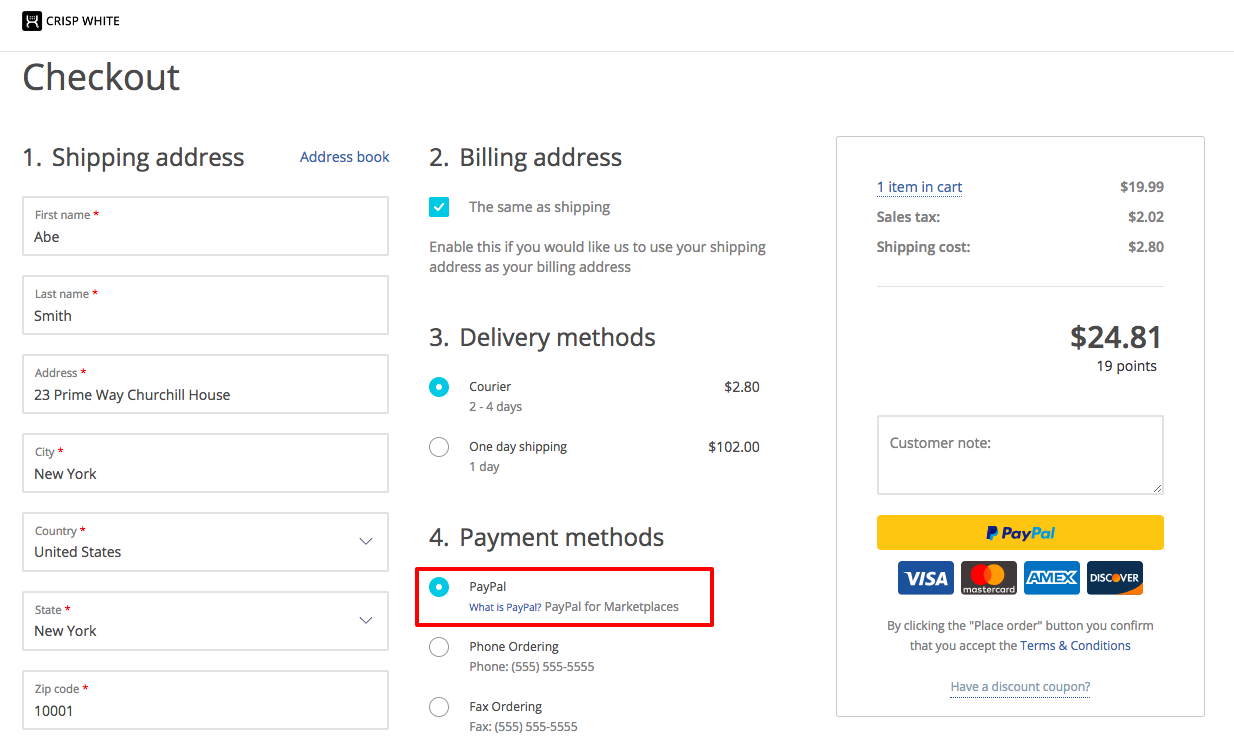 CRISP WHITE
Checkout
1. Shipping address
Address book
First name *
Abe
Last name *
Smith
Address *
23 Prime Way Churchill House
City *
New York
Country *
United States
State *
New York
Zip code *
10001
2. Billing address
The same as shipping
Enable this if you would like us to use your shipping
address as your billing address
3. Delivery methods
Courier $2.80
2 - 4 days
One day shipping $102.00
1 day
4. Payment methods
PayPal
What is PayPal? PayPal for Marketplaces
Phone Ordering
Phone: (555) 555-5555
Fax Ordering
Fax: (555) 555-5555
1 item in cart $19.99
Sales tax: $2.02
Shipping cost: $2.80
$24.81
19 points
Customer note:
PayPal
VISA mastercard AMEX DISCOVER
By clicking the "Place order" button you confirm
that you accept the Terms & Conditions
Have a discount coupon?